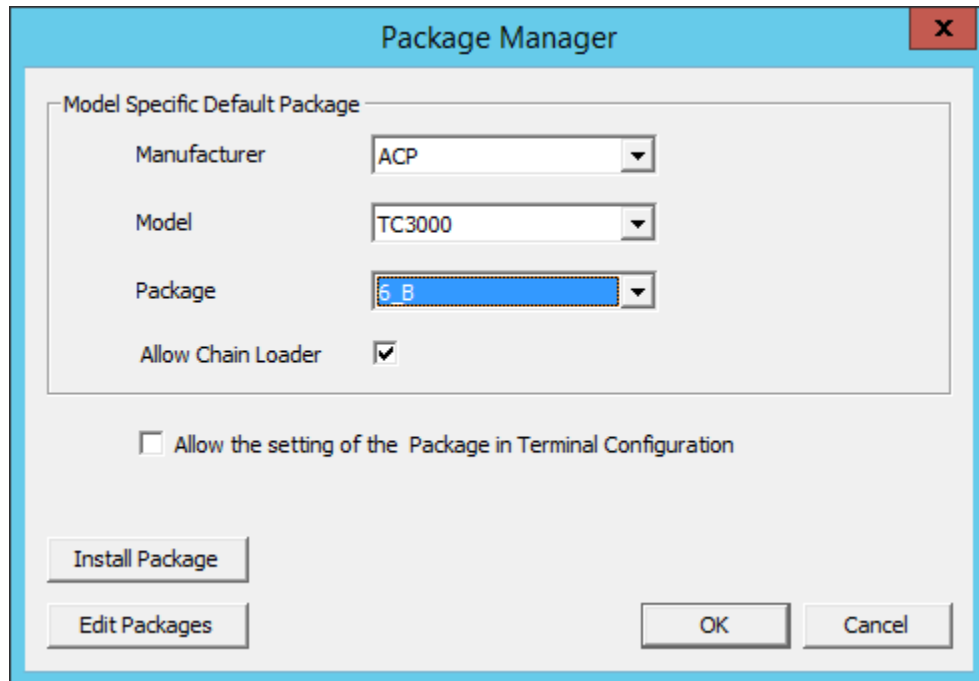 Package Manager
x
Model Specific Default Package
Manufacturer ACP
Model TC3000
Package 6_B
Allow Chain Loader
Allow the setting of the Package in Terminal Configuration
Install Package
Edit Packages OK Cancel